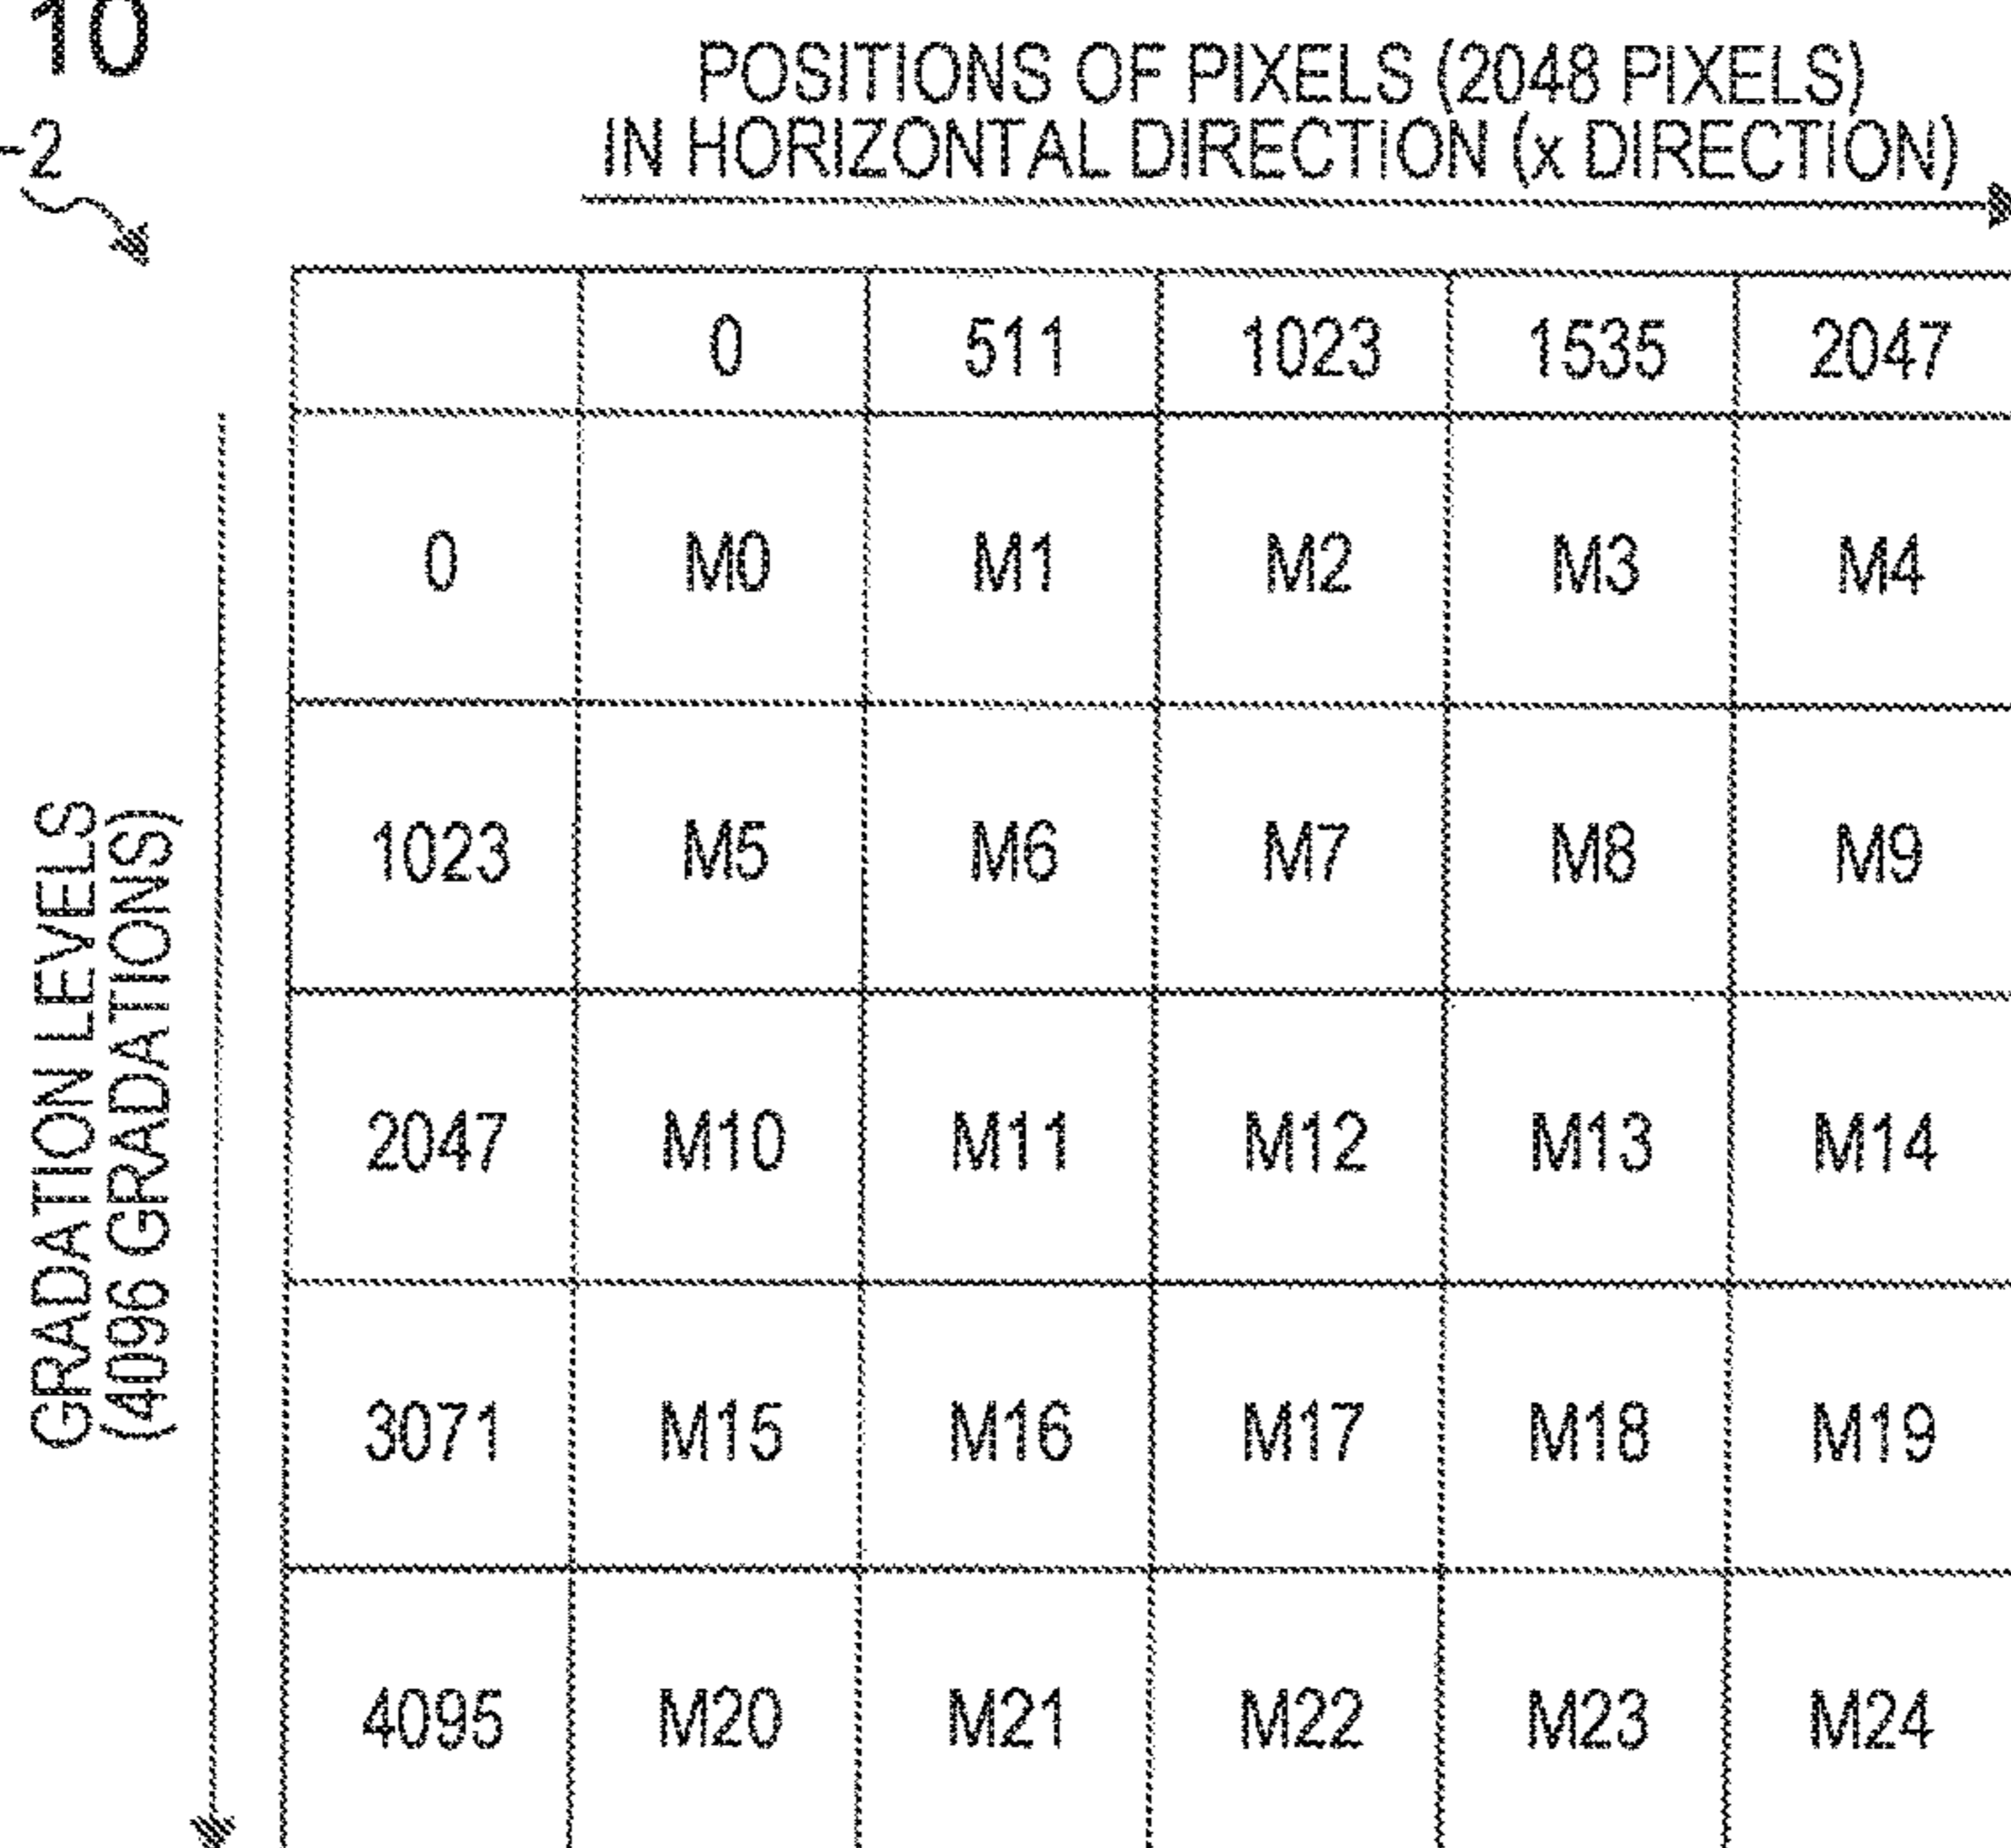 10
-2
POSITIONS OF PIXELS (2048 PIXELS)
IN HORIZONTAL DIRECTION (x DIRECTION)
0 511 1023 1535 2047
0 M0 M1 M2 M3 M4
1023 M5 M6 M7 M8 M9
2047 M10 M11 M12 M13 M14
3071 M15 M16 M17 M18 M19
4095 M20 M21 M22 M23 M24
GRADATION LEVELS
(4096 GRADATIONS)